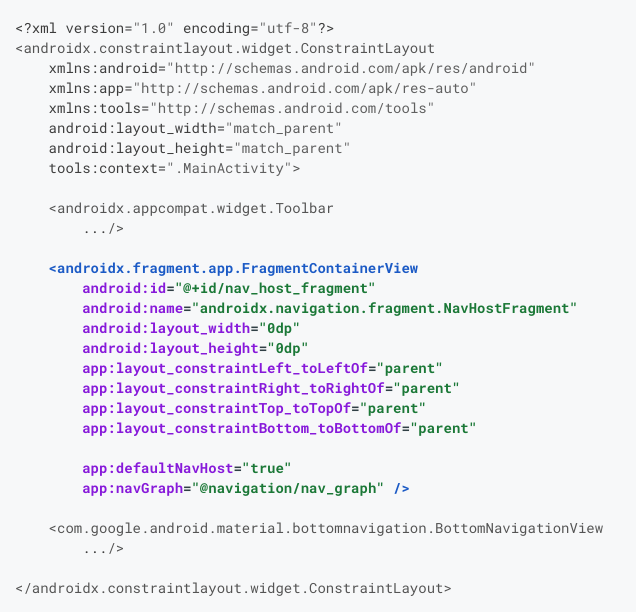 <?xml version="1.0" encoding="utf-8"?>
<androidx.constraintlayout.widget.ConstraintLayout
    xmlns:android="http://schemas.android.com/apk/res/android"
    xmlns:app="http://schemas.android.com/apk/res-auto"
    xmlns:tools="http://schemas.android.com/tools"
    android:layout_width="match_parent"
    android:layout_height="match_parent"
    tools:context=".MainActivity">

    <androidx.appcompat.widget.Toolbar
        .../>

    <androidx.fragment.app.FragmentContainerView
        android:id="@+id/nav_host_fragment"
        android:name="androidx.navigation.fragment.NavHostFragment"
        android:layout_width="0dp"
        android:layout_height="0dp"
        app:layout_constraintLeft_toLeftOf="parent"
        app:layout_constraintRight_toRightOf="parent"
        app:layout_constraintTop_toTopOf="parent"
        app:layout_constraintBottom_toBottomOf="parent"

        app:defaultNavHost="true"
        app:navGraph="@navigation/nav_graph" />

    <com.google.android.material.bottomnavigation.BottomNavigationView
        .../>

</androidx.constraintlayout.widget.ConstraintLayout>